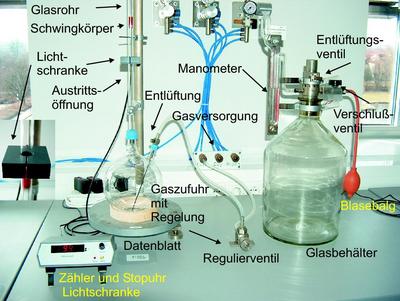 Glasrohr
Schwingkörper
Licht-
schranke
Austritts-
öffnung
Entlüftung
Manometer
Gasversorgung
Entlüftungs-
ventil
Verschluß-
ventil
Gaszufuhr
mit
Regelung
Datenblatt
Regulierventil
Blasebalg
Glasbehälter
Zähler und Stopuhr
Lichtschranke